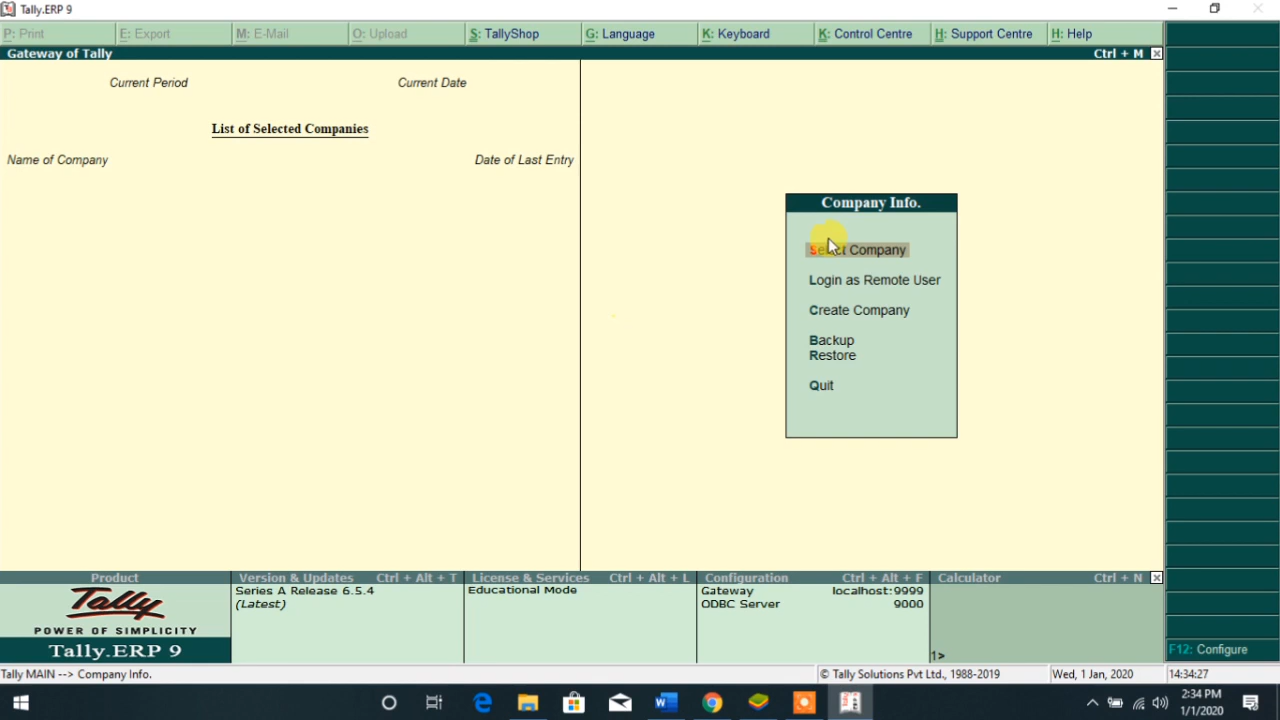 Tally.ERP 9
P: Print
E: Export
M: E-Mail
O: Upload
S: TallyShop
G: Language
K: Keyboard
K: Control Centre
H: Support Centre
H: Help
Gateway of Tally
Ctrl + M
Current Period
Current Date
List of Selected Companies
Name of Company
Date of Last Entry
Company Info.
Select Company
Login as Remote User
Create Company
Backup
Restore
Quit
Product
Tally
POWER OF SIMPLICITY
Tally.ERP 9
Version & Updates Ctrl + Alt + T
Series A Release 6.5.4
(Latest)
License & Services Ctrl + Alt + L
Educational Mode
Configuration Ctrl + Alt + F
Gateway localhost:9999
ODBC Server 9000
Calculator Ctrl + N
1>
F12: Configure
Tally MAIN --> Company Info.
© Tally Solutions Pvt Ltd., 1988-2019
Wed, 1 Jan, 2020
14:34:27
2:34 PM
1/1/2020